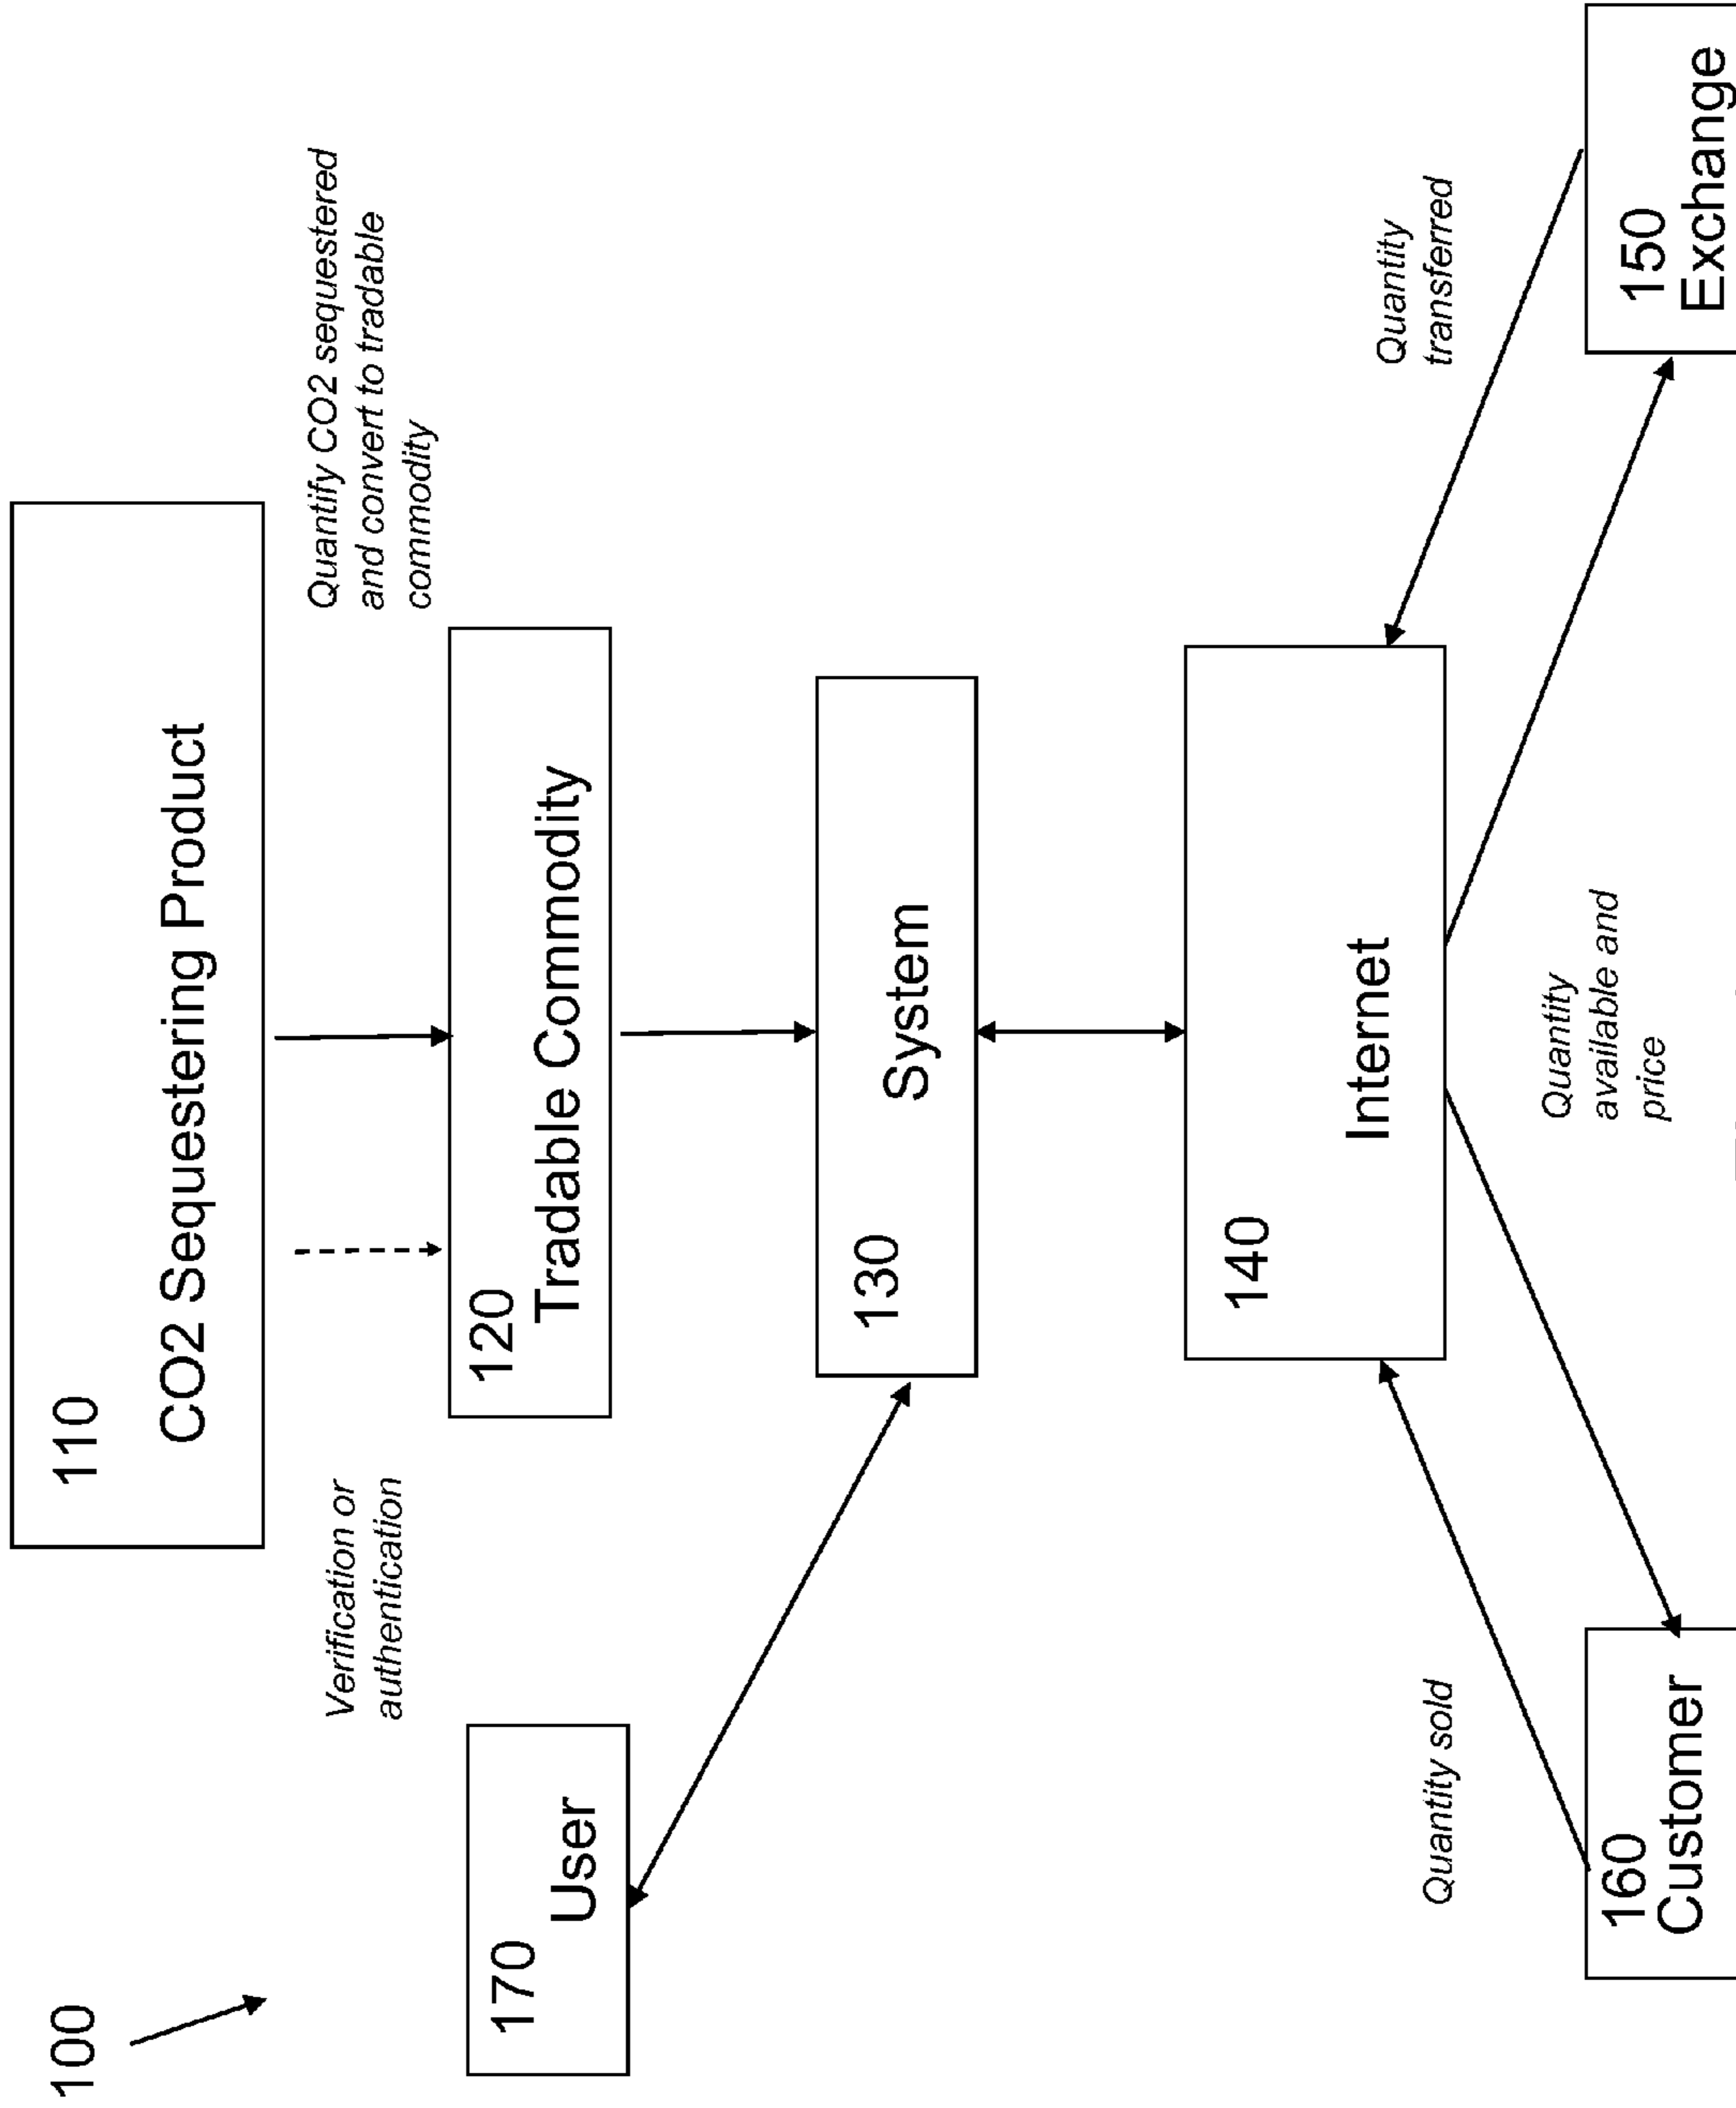 100
110
CO2 Sequestering Product
Verification or
authentication
Quantify CO2 sequestered
and convert to tradable
commodity
170
User
120
Tradable Commodity
130
System
140
Internet
Quantity sold
Quantity
transferred
Quantity
available and
price
160
Customer
150
Exchange